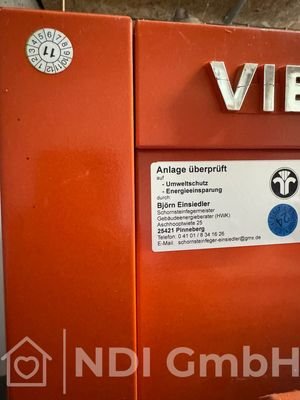 11
VIE
Anlage überprüft
auf
- Umweltschutz
- Energieeinsparung
durch:
Björn Einsiedler
Schornsteinfegermeister
Gebäudeenergieberater (HWK)
Aschhooptwiete 25
25421 Pinneberg
Telefon: 0 41 01 / 8 34 16 26
E-Mail: schornsteinfeger-einsiedler@gmx.de
NDI GmbH